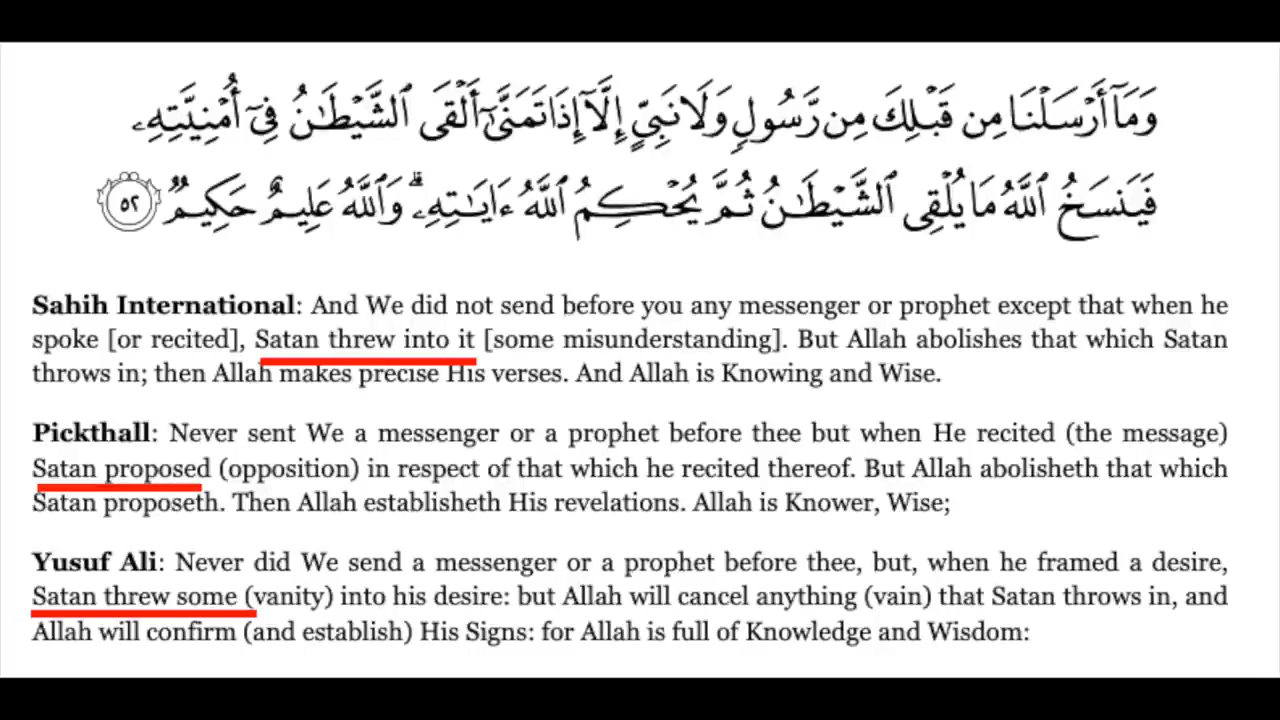 وَمَآ أَرْسَلْنَا مِن قَبْلِكَ مِن رَّسُولٍ وَلَا نَبِىٍّ إِلَّآ إِذَا تَمَنَّىٰٓ أَلْقَى ٱلشَّيْطَـٰنُ فِىٓ أُمْنِيَّتِهِۦ
فَيَنسَخُ ٱللَّهُ مَا يُلْقِى ٱلشَّيْطَـٰنُ ثُمَّ يُحْكِمُ ٱللَّهُ ءَايَـٰتِهِۦ ۗ وَٱللَّهُ عَلِيمٌ حَكِيمٌ ٥٢
Sahih International: And We did not send before you any messenger or prophet except that when he
spoke [or recited], Satan threw into it [some misunderstanding]. But Allah abolishes that which Satan
throws in; then Allah makes precise His verses. And Allah is Knowing and Wise.
Pickthall: Never sent We a messenger or a prophet before thee but when He recited (the message)
Satan proposed (opposition) in respect of that which he recited thereof. But Allah abolisheth that which
Satan proposeth. Then Allah establisheth His revelations. Allah is Knower, Wise;
Yusuf Ali: Never did We send a messenger or a prophet before thee, but, when he framed a desire,
Satan threw some (vanity) into his desire: but Allah will cancel anything (vain) that Satan throws in, and
Allah will confirm (and establish) His Signs: for Allah is full of Knowledge and Wisdom: